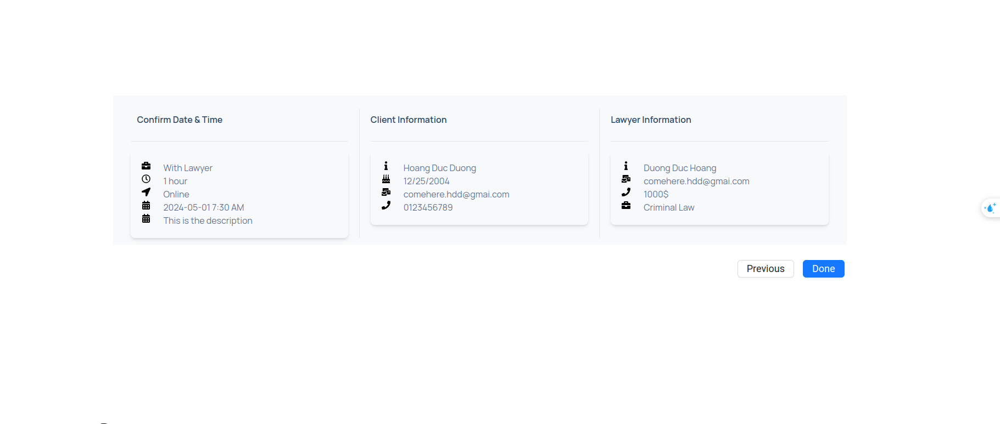 Confirm Date & Time
With Lawyer
1 hour
Online
2024-05-01 7:30 AM
This is the description
Client Information
Hoang Duc Duong
12/25/2004
comehere.hdd@gmai.com
0123456789
Lawyer Information
Duong Duc Hoang
comehere.hdd@gmai.com
1000$
Criminal Law
Previous
Done